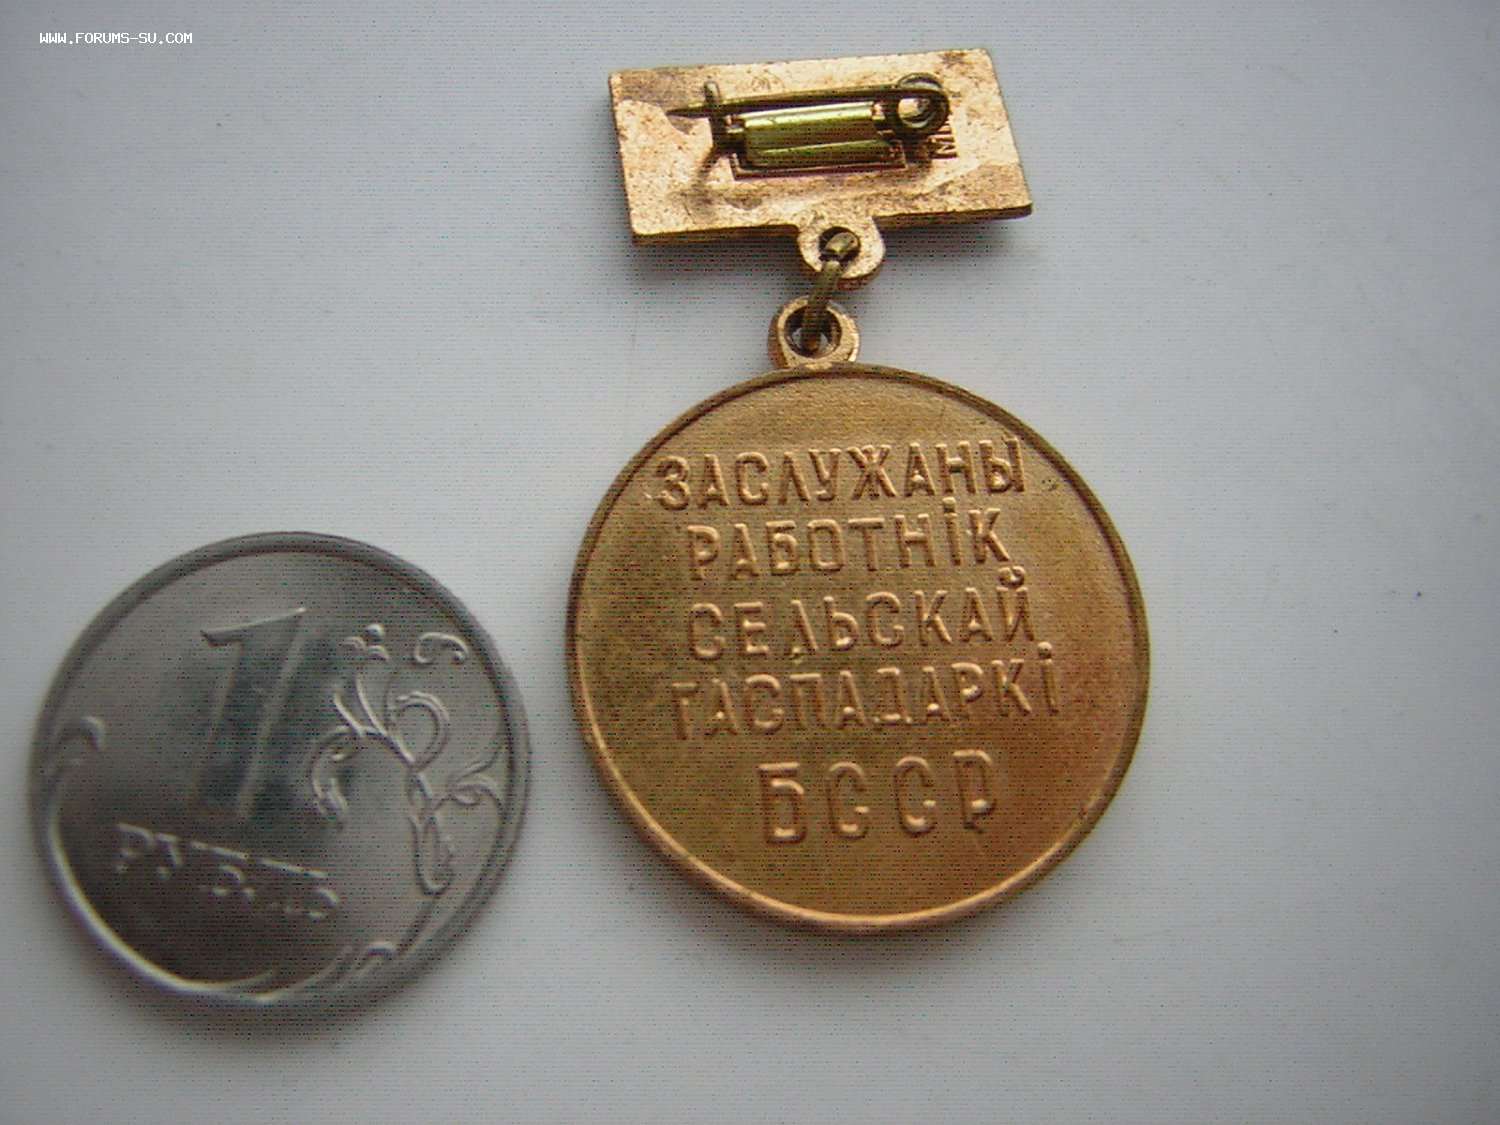 WWW.FORUMS-SU.COM
ЗАСЛУЖАНЫ
РАБОТНІК
СЕЛЬСКАЙ
ГАСПАДАРКІ
БССР
1
РУБЛЬ